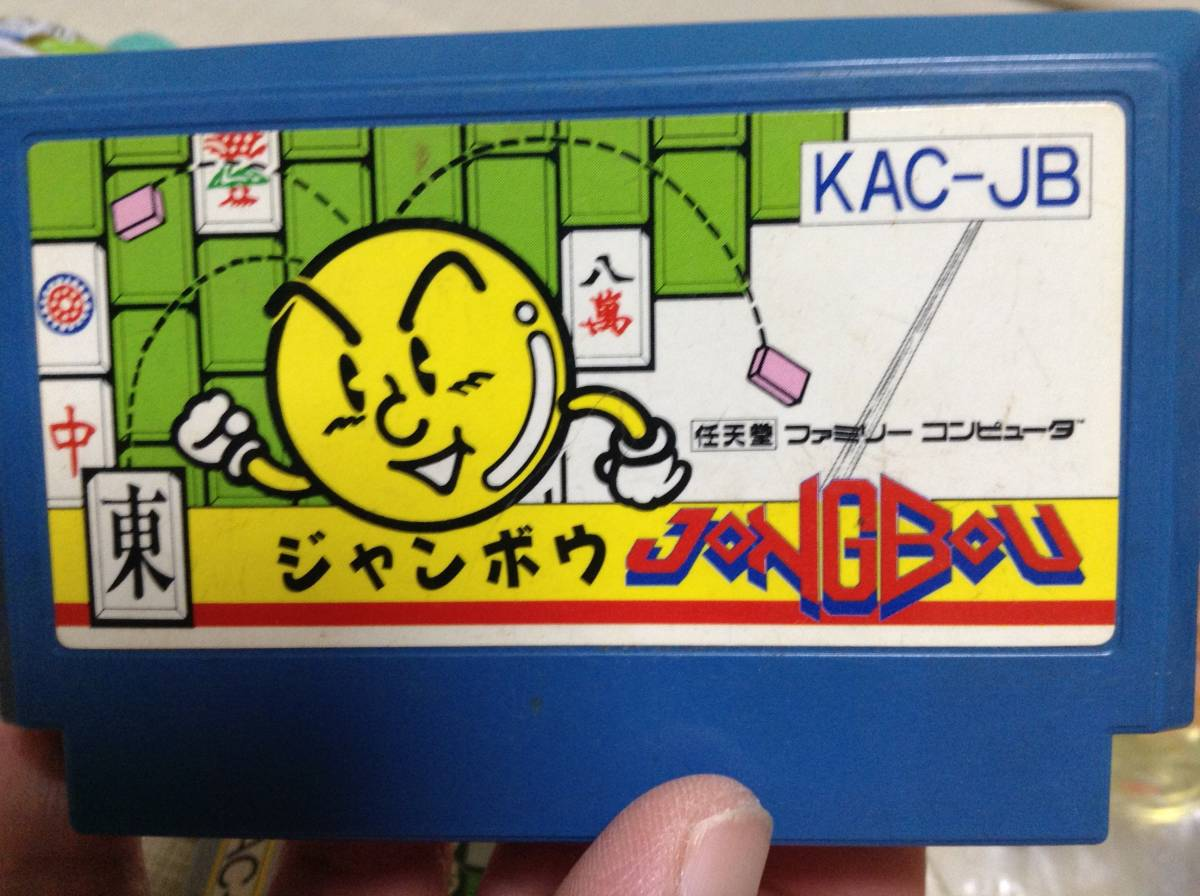 KAC-JB
八萬
中
任天堂 ファミリー コンピュータ
東
ジャンボウ JONGBOU